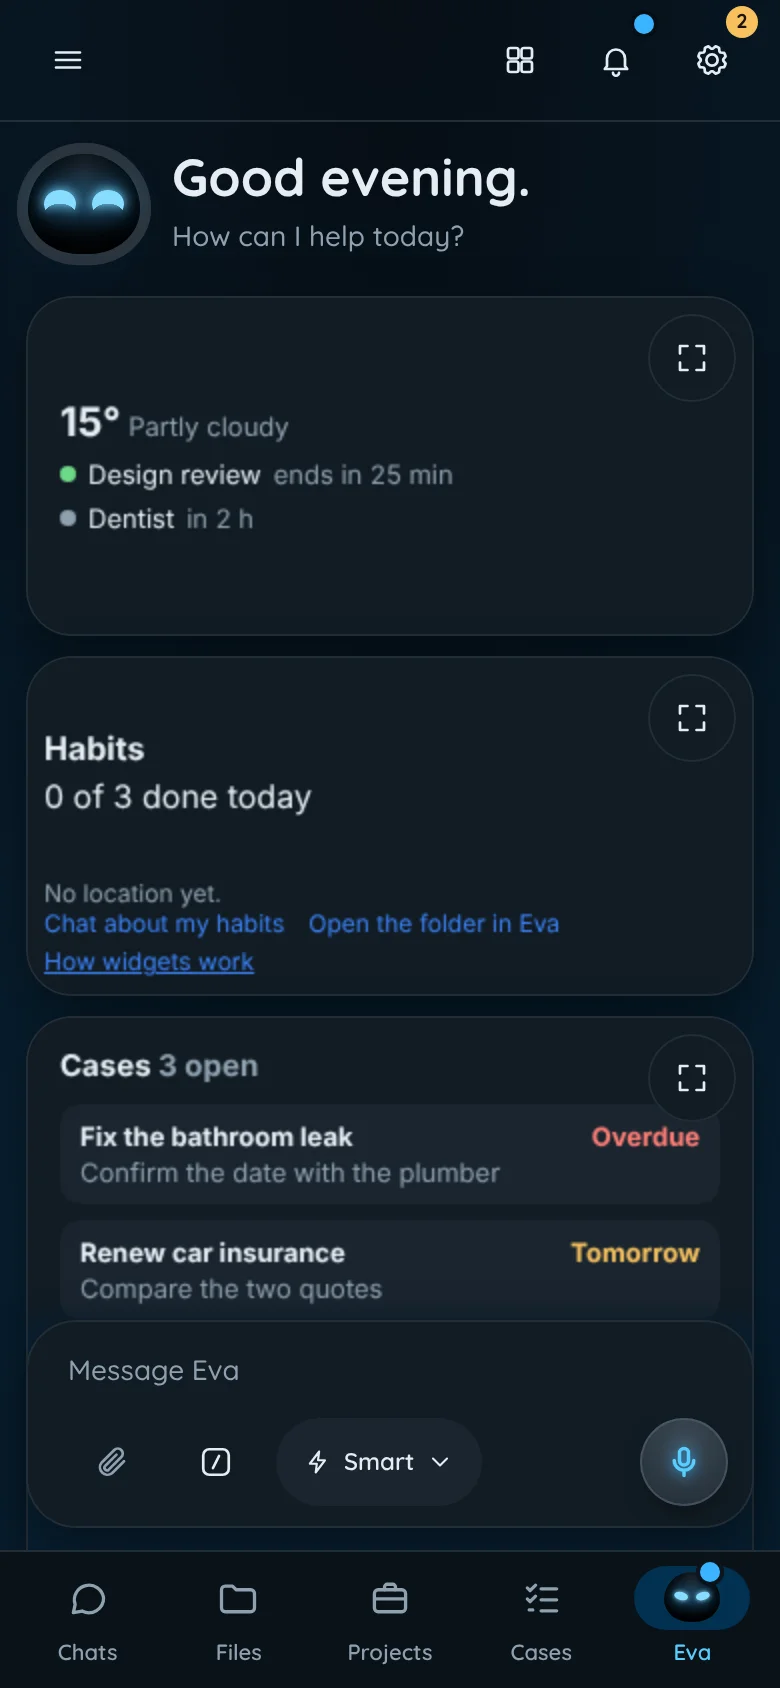 2
Good evening.
How can I help today?
15° Partly cloudy
Design review ends in 25 min
Dentist in 2 h
Habits
0 of 3 done today
No location yet.
Chat about my habits Open the folder in Eva
How widgets work
Cases 3 open
Fix the bathroom leak Overdue
Confirm the date with the plumber
Renew car insurance Tomorrow
Compare the two quotes
Message Eva
Smart
Chats Files Projects Cases Eva